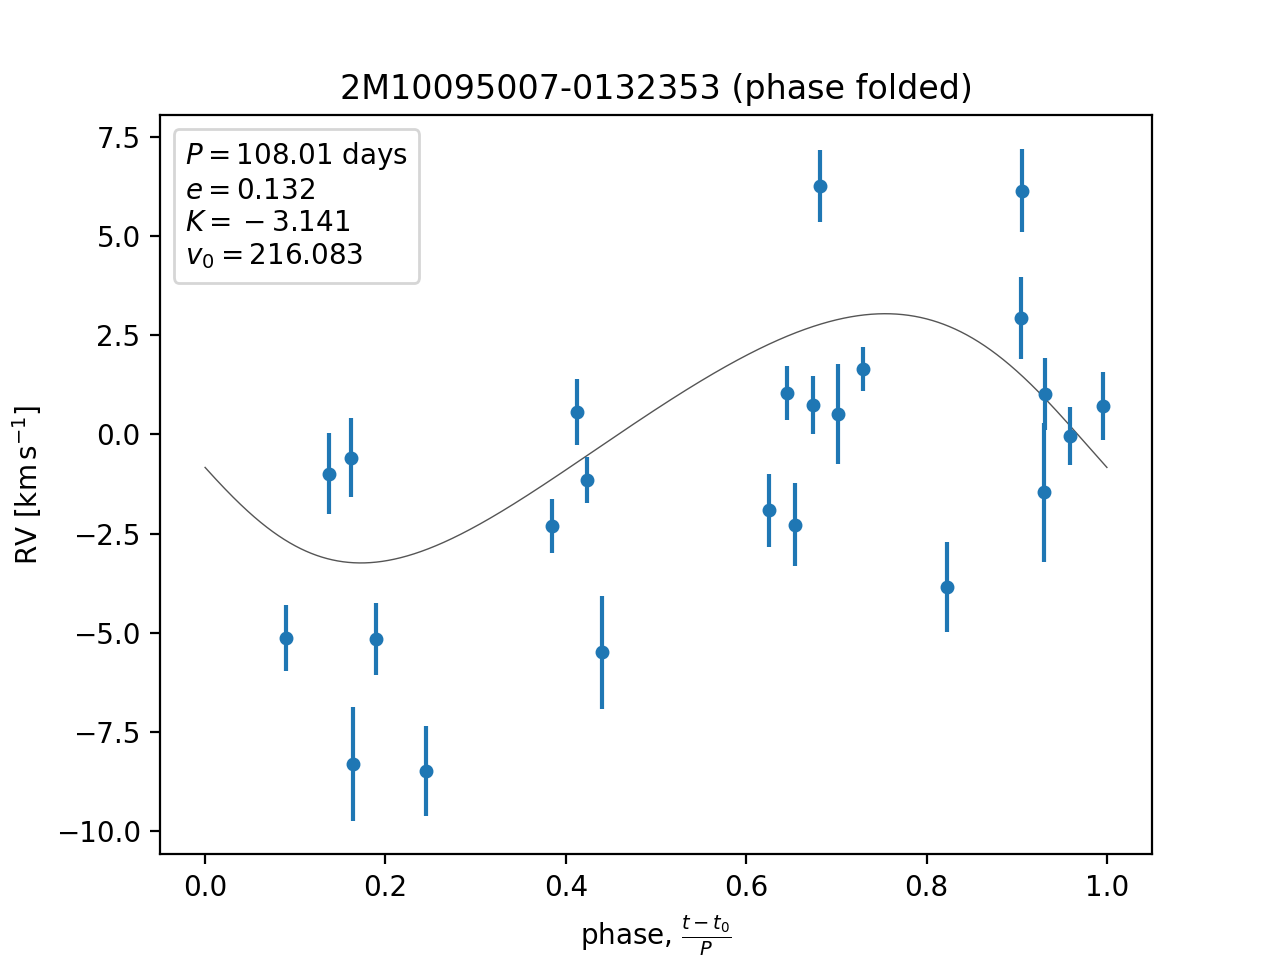 2M10095007-0132353 (phase folded)
P = 108.01 days
e = 0.132
K = −3.141
v₀ = 216.083
7.5
5.0
2.5
0.0
−2.5
−5.0
−7.5
−10.0
RV [km s⁻¹]
0.0 0.2 0.4 0.6 0.8 1.0
phase, (t − t₀)/P